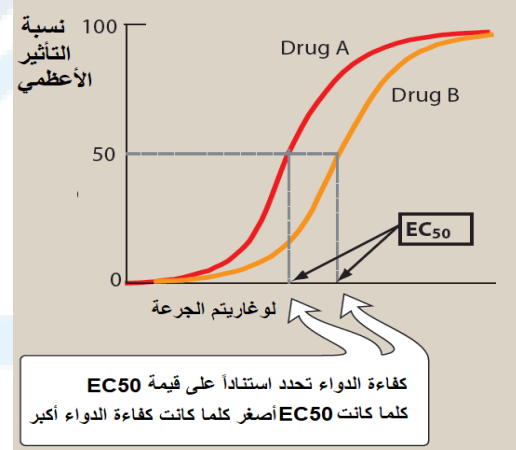 نسبة
التأثير
الأعظمي
100
Drug A
Drug B
50
EC50
0
لوغاريتم الجرعة
كفاءة الدواء تحدد استناداً على قيمة EC50
كلما كانت EC50 أصغر كلما كانت كفاءة الدواء أكبر